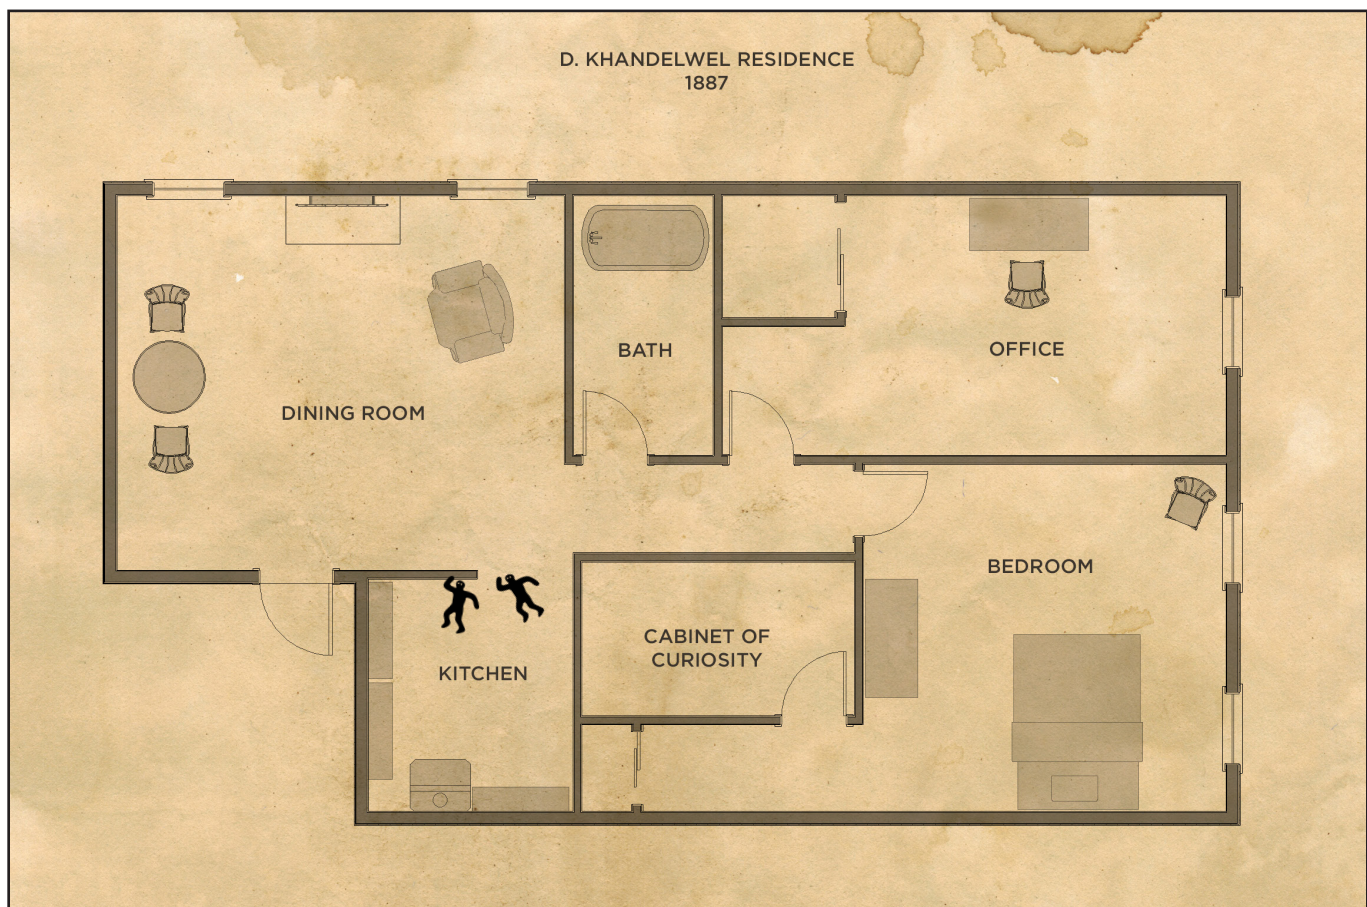 D. KHANDELWEL RESIDENCE
1887
BATH
OFFICE
DINING ROOM
BEDROOM
CABINET OF
CURIOSITY
KITCHEN